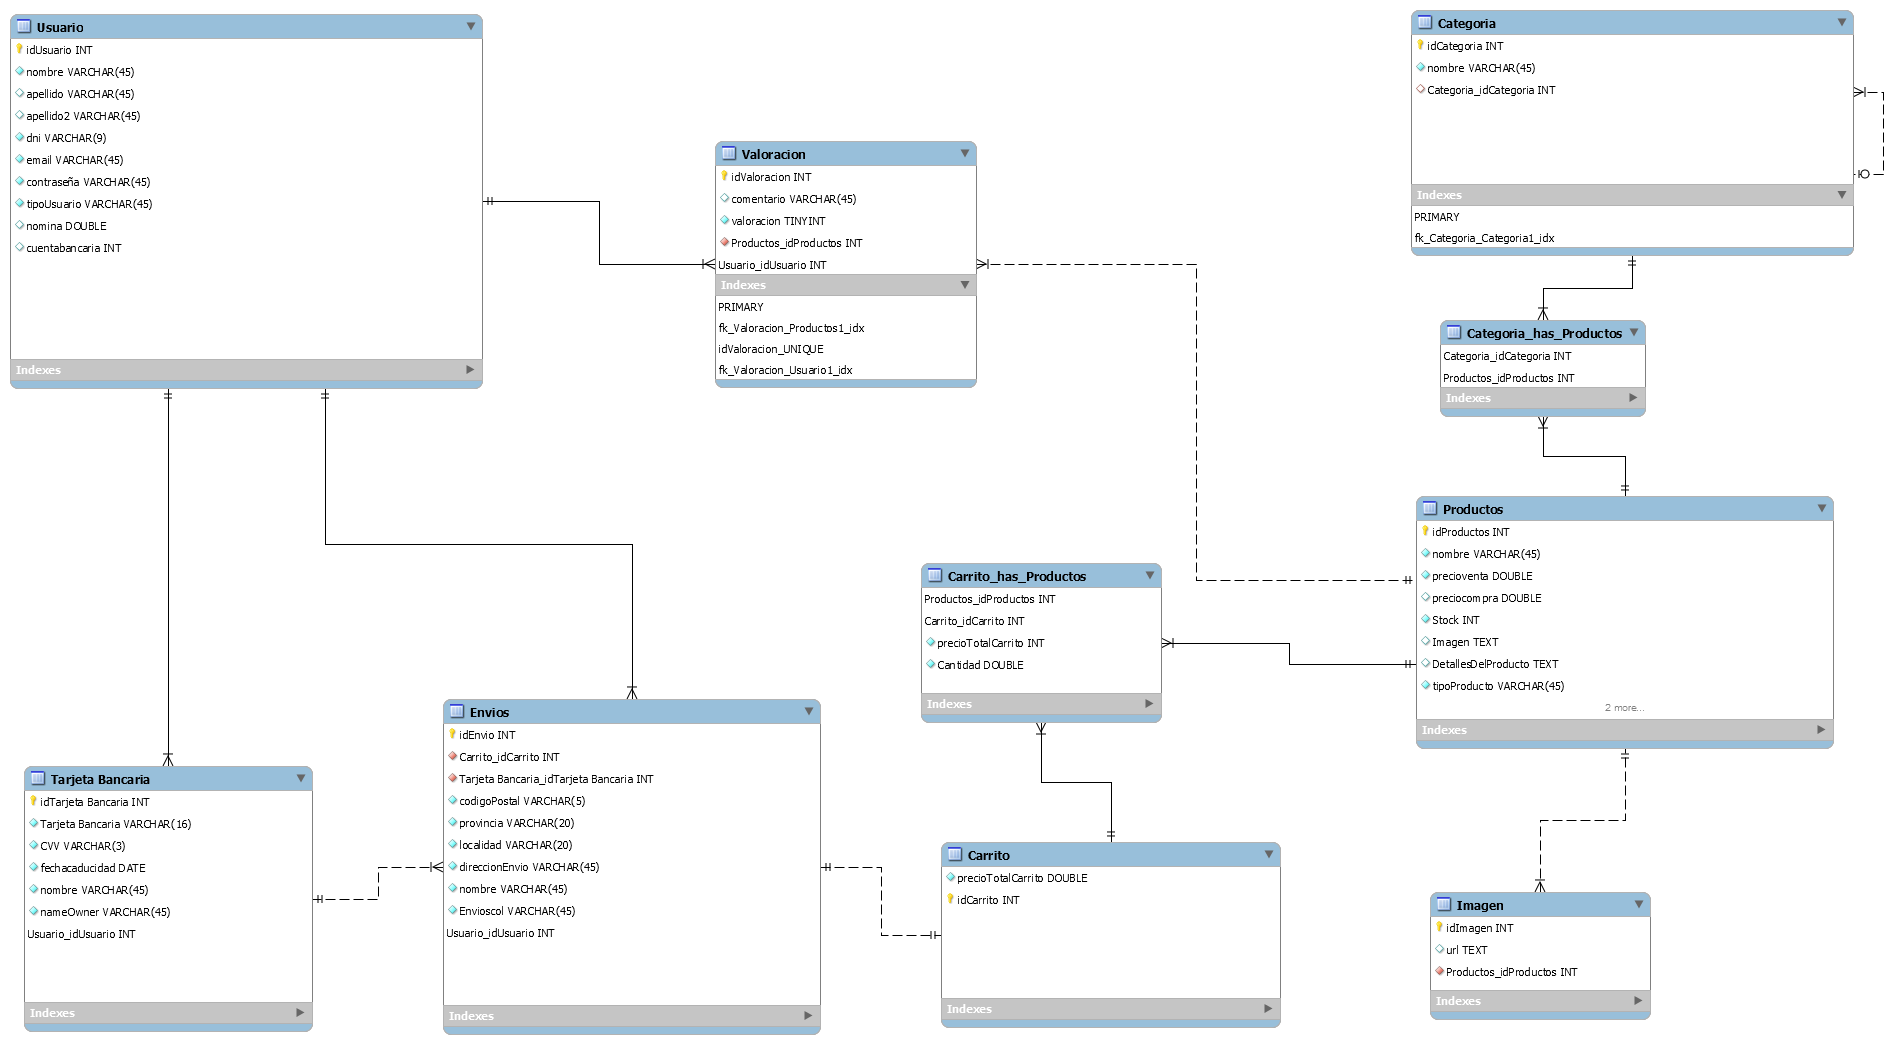 Usuario
idUsuario INT
nombre VARCHAR(45)
apellido VARCHAR(45)
apellido2 VARCHAR(45)
dni VARCHAR(9)
email VARCHAR(45)
contraseña VARCHAR(45)
tipoUsuario VARCHAR(45)
nomina DOUBLE
cuentabancaria INT
Indexes
Valoracion
idValoracion INT
comentario VARCHAR(45)
valoracion TINYINT
Productos_idProductos INT
Usuario_idUsuario INT
Indexes
PRIMARY
fk_Valoracion_Productos1_idx
idValoracion_UNIQUE
fk_Valoracion_Usuario1_idx
Categoria
idCategoria INT
nombre VARCHAR(45)
Categoria_idCategoria INT
Indexes
PRIMARY
fk_Categoria_Categoria1_idx
Categoria_has_Productos
Categoria_idCategoria INT
Productos_idProductos INT
Indexes
Productos
idProductos INT
nombre VARCHAR(45)
precioventa DOUBLE
preciocompra DOUBLE
Stock INT
Imagen TEXT
DetallesDelProducto TEXT
tipoProducto VARCHAR(45)
2 more...
Indexes
Carrito_has_Productos
Productos_idProductos INT
Carrito_idCarrito INT
precioTotalCarrito INT
Cantidad DOUBLE
Indexes
Envios
idEnvio INT
Carrito_idCarrito INT
Tarjeta Bancaria_idTarjeta Bancaria INT
codigoPostal VARCHAR(5)
provincia VARCHAR(20)
localidad VARCHAR(20)
direccionEnvio VARCHAR(45)
nombre VARCHAR(45)
Envioscol VARCHAR(45)
Usuario_idUsuario INT
Indexes
Tarjeta Bancaria
idTarjeta Bancaria INT
Tarjeta Bancaria VARCHAR(16)
CVV VARCHAR(3)
fechacaducidad DATE
nombre VARCHAR(45)
nameOwner VARCHAR(45)
Usuario_idUsuario INT
Indexes
Carrito
precioTotalCarrito DOUBLE
idCarrito INT
Indexes
Imagen
idImagen INT
url TEXT
Productos_idProductos INT
Indexes